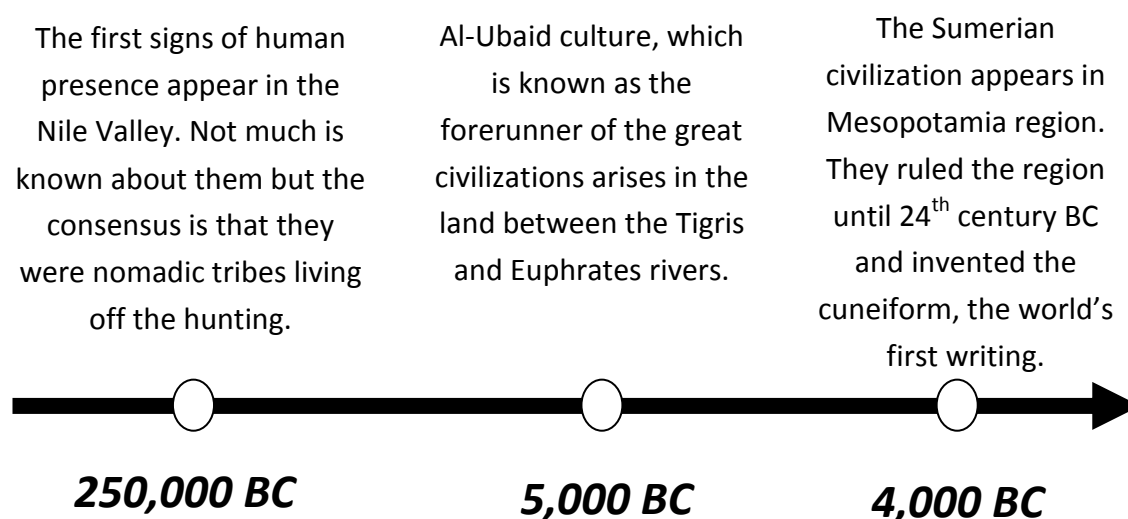 The first signs of human
presence appear in the
Nile Valley. Not much is
known about them but the
consensus is that they
were nomadic tribes living
off the hunting.
Al-Ubaid culture, which
is known as the
forerunner of the great
civilizations arises in the
land between the Tigris
and Euphrates rivers.
The Sumerian
civilization appears in
Mesopotamia region.
They ruled the region
until 24th century BC
and invented the
cuneiform, the world’s
first writing.
250,000 BC
5,000 BC
4,000 BC